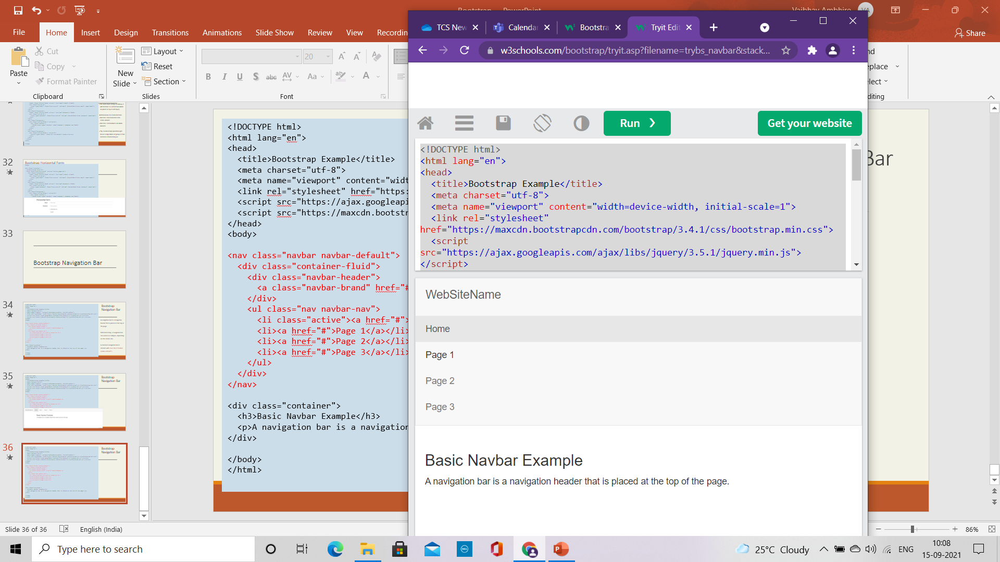 Bootstrap - PowerPoint
Vaibhav Ambhire
VA
File
Home
Insert
Design
Transitions
Animations
Slide Show
Review
View
Share
Paste
Cut
Copy
Format Painter
Clipboard
New
Slide
Layout
Reset
Section
Slides
20
Font
TCS New
Calendar
Bootstra
Tryit Edit
w3schools.com/bootstrap/tryit.asp?filename=trybs_navbar&stack...
Run ❯
Get your website
<!DOCTYPE html>
<html lang="en">
<head>
<title>Bootstrap Example</title>
<meta charset="utf-8">
<meta name="viewport" content="width=device-width, initial-scale=1">
<link rel="stylesheet"
href="https://maxcdn.bootstrapcdn.com/bootstrap/3.4.1/css/bootstrap.min.css">
<script
src="https://ajax.googleapis.com/ajax/libs/jquery/3.5.1/jquery.min.js">
</script>
WebSiteName
Home
Page 1
Page 2
Page 3
Basic Navbar Example
A navigation bar is a navigation header that is placed at the top of the page.
<!DOCTYPE html>
<html lang="en">
<head>
<title>Bootstrap Example</title>
<meta charset="utf-8">
<meta name="viewport" content="widt
<link rel="stylesheet" href="https:
<script src="https://ajax.googleapi
<script src="https://maxcdn.bootstr
</head>
<body>
<nav class="navbar navbar-default">
<div class="container-fluid">
<div class="navbar-header">
<a class="navbar-brand" href="#
</div>
<ul class="nav navbar-nav">
<li class="active"><a href="#">
<li><a href="#">Page 1</a></li>
<li><a href="#">Page 2</a></li>
<li><a href="#">Page 3</a></li>
</ul>
</div>
</nav>
<div class="container">
<h3>Basic Navbar Example</h3>
<p>A navigation bar is a navigation
</div>
</body>
</html>
Bar
32
Bootstrap Horizontal Form
33
Bootstrap Navigation Bar
34
Bootstrap
Navigation Bar
35
Bootstrap
Navigation Bar
36
Bootstrap
Navigation Bar
Slide 36 of 36
English (India)
86%
Type here to search
25°C Cloudy
ENG
10:08
15-09-2021